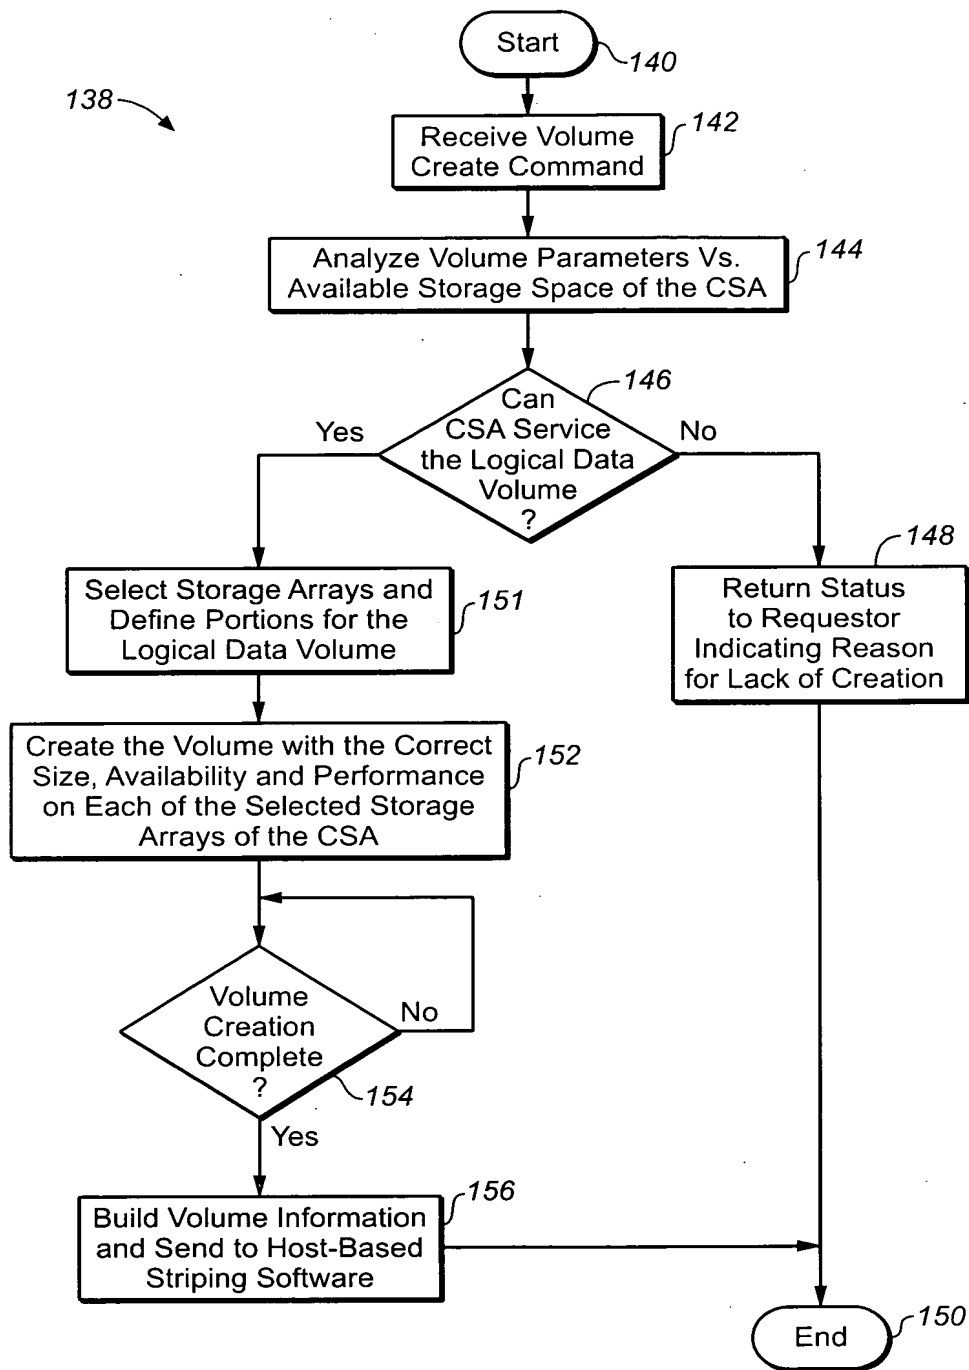 Start
140
138
Receive Volume
Create Command
142
Analyze Volume Parameters Vs.
Available Storage Space of the CSA
144
Can
CSA Service
the Logical Data
Volume
?
146
Yes
No
Select Storage Arrays and
Define Portions for the
Logical Data Volume
151
Return Status
to Requestor
Indicating Reason
for Lack of Creation
148
Create the Volume with the Correct
Size, Availability and Performance
on Each of the Selected Storage
Arrays of the CSA
152
Volume
Creation
Complete
?
No
154
Yes
Build Volume Information
and Send to Host-Based
Striping Software
156
End
150